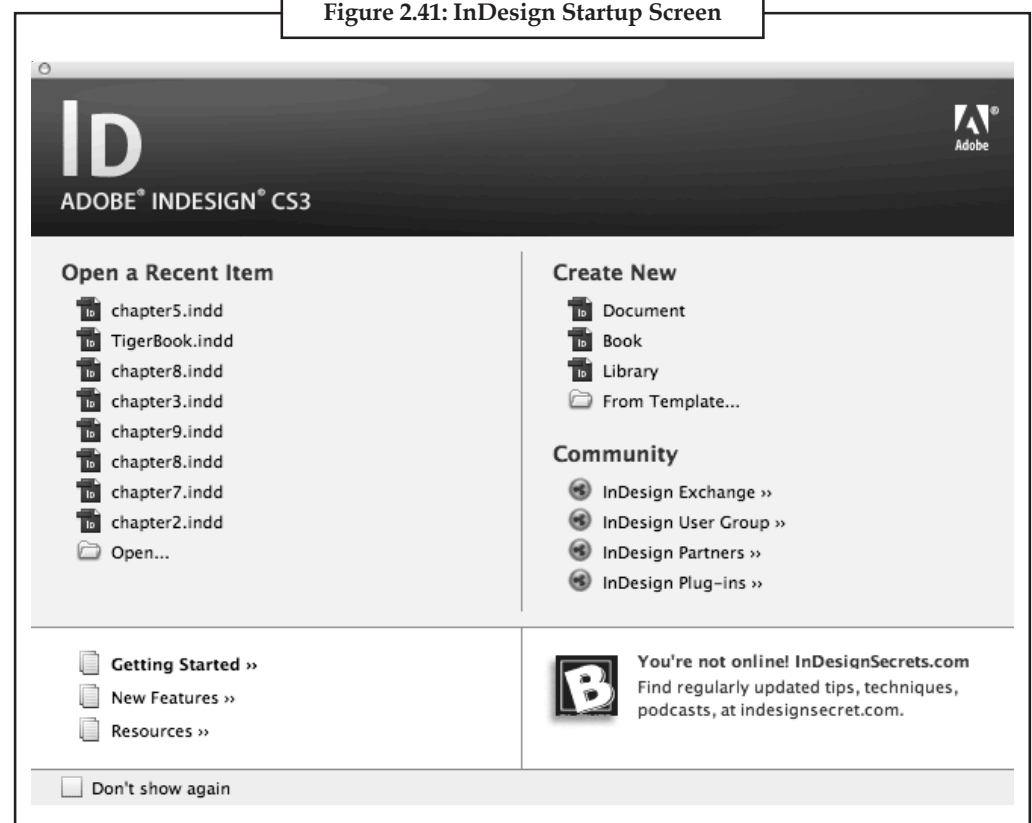 Figure 2.41: InDesign Startup Screen
ID
ADOBE® INDESIGN® CS3
Adobe®
Open a Recent Item
chapter5.indd
TigerBook.indd
chapter8.indd
chapter3.indd
chapter9.indd
chapter8.indd
chapter7.indd
chapter2.indd
Open...
Create New
Document
Book
Library
From Template...
Community
InDesign Exchange ››
InDesign User Group ››
InDesign Partners ››
InDesign Plug-ins ››
Getting Started ››
New Features ››
Resources ››
B
You're not online! InDesignSecrets.com
Find regularly updated tips, techniques,
podcasts, at indesignsecret.com.
Don't show again